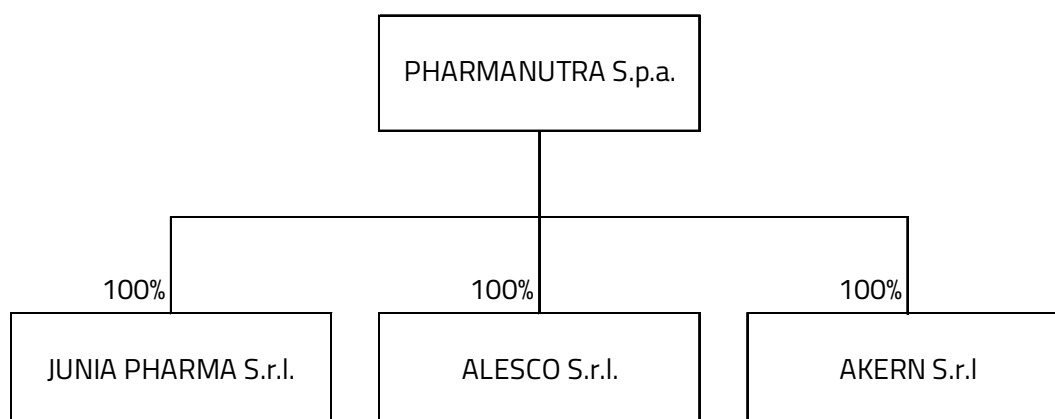 PHARMANUTRA S.p.a.
100%
100%
100%
JUNIA PHARMA S.r.l.
ALESCO S.r.l.
AKERN S.r.l